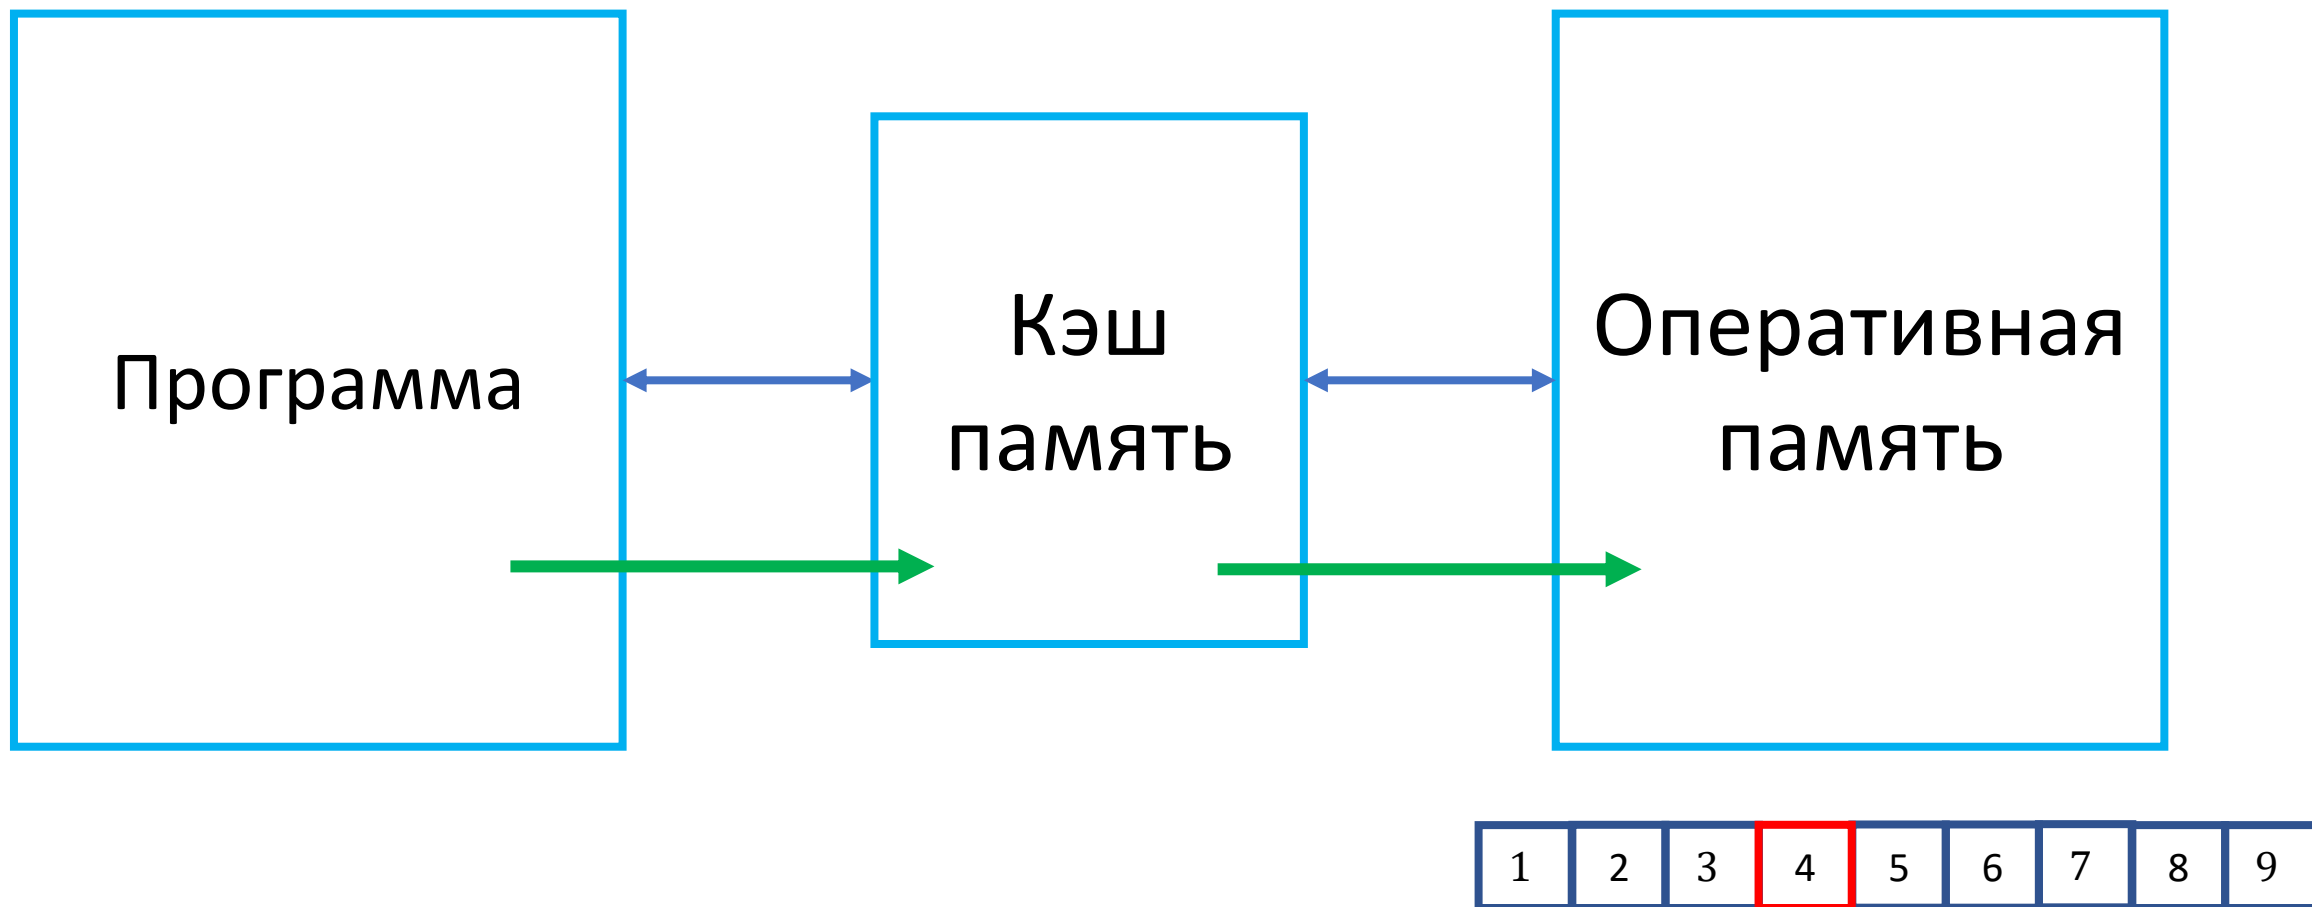 Программа
Кэш
память
Оперативная
память
1 2 3 4 5 6 7 8 9